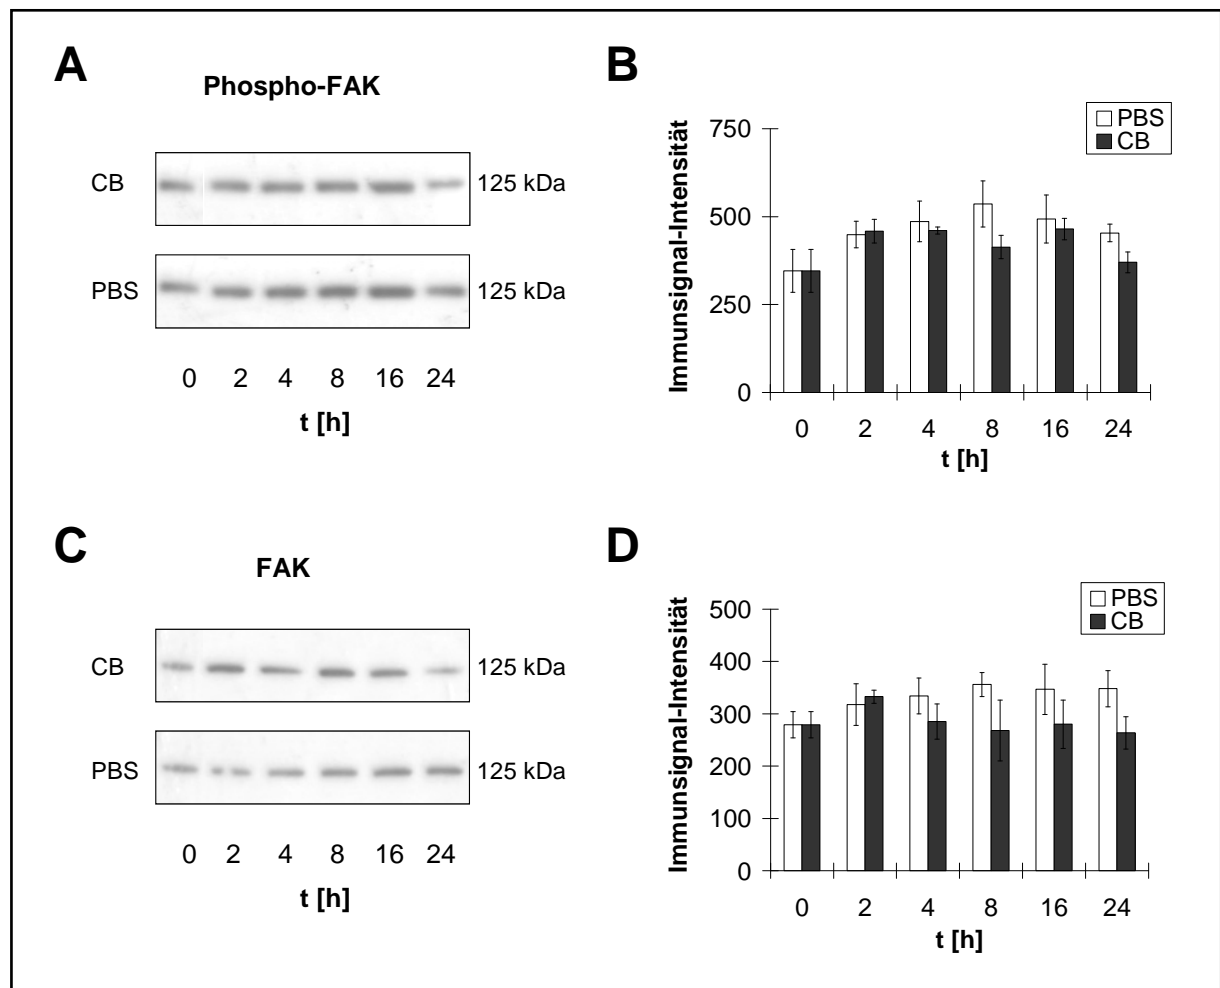 A
Phospho-FAK
CB
125 kDa
PBS
125 kDa
0 2 4 8 16 24
t [h]
B
PBS
CB
Immunsignal-Intensität
750
500
250
0
0 2 4 8 16 24
t [h]
C
FAK
CB
125 kDa
PBS
125 kDa
0 2 4 8 16 24
t [h]
D
PBS
CB
Immunsignal-Intensität
500
400
300
200
100
0
0 2 4 8 16 24
t [h]